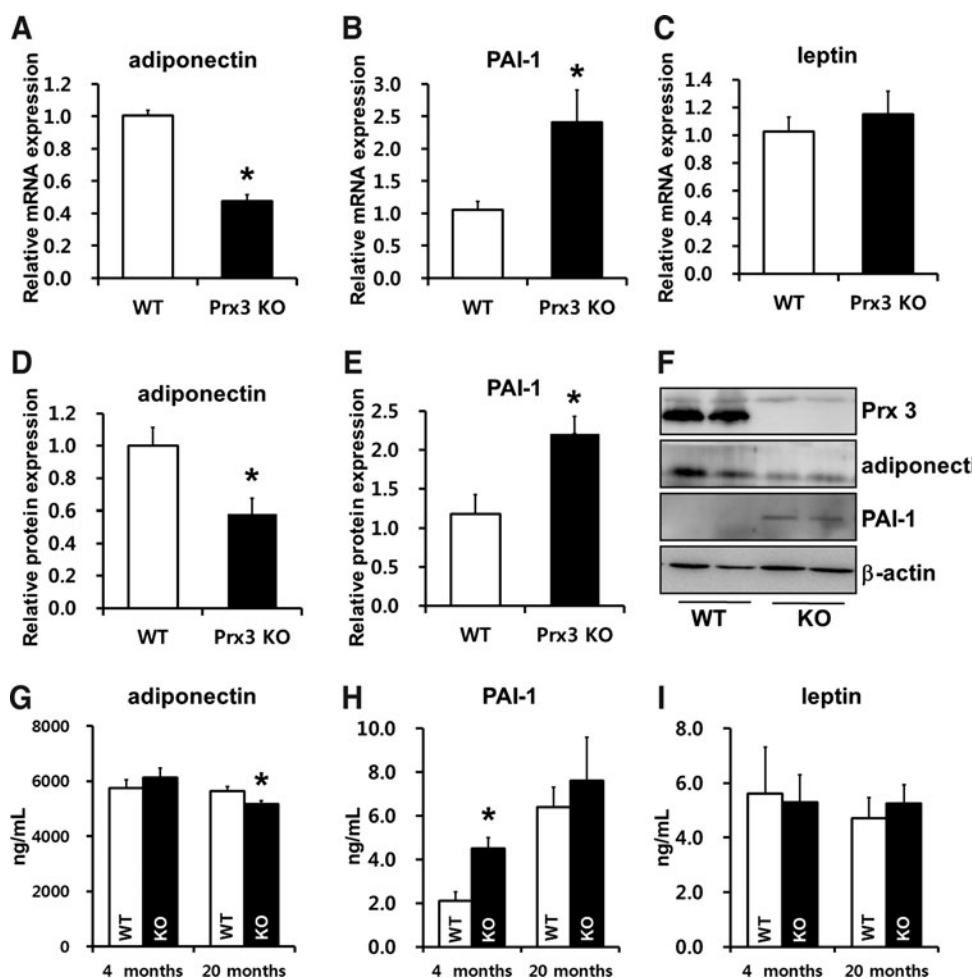 A
adiponectin
Relative mRNA expression
1.2
1.0
0.8
0.6
0.4
0.2
0.0
*
WT
Prx3 KO
B
PAI-1
Relative mRNA expression
3.0
2.5
2.0
1.5
1.0
0.5
0.0
*
WT
Prx3 KO
C
leptin
Relative mRNA expression
1.4
1.2
1.0
0.8
0.6
0.4
0.2
0.0
WT
Prx3 KO
D
adiponectin
Relative protein expression
1.2
1.0
0.8
0.6
0.4
0.2
0.0
*
WT
Prx3 KO
E
PAI-1
Relative protein expression
2.5
2.0
1.5
1.0
0.5
0.0
*
WT
Prx3 KO
F
Prx 3
adiponecti
PAI-1
β-actin
WT
KO
G
adiponectin
ng/mL
8000
6000
4000
2000
0
*
WT
KO
4 months
20 months
H
PAI-1
ng/mL
10.0
8.0
6.0
4.0
2.0
0.0
*
WT
KO
4 months
20 months
I
leptin
ng/mL
8.0
6.0
4.0
2.0
0.0
WT
KO
4 months
20 months